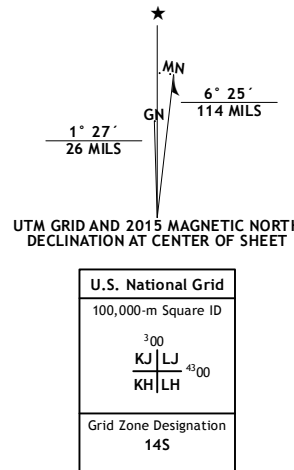 ★
MN
GN
6° 25´
114 MILS
1° 27´
26 MILS
UTM GRID AND 2015 MAGNETIC NORTH
DECLINATION AT CENTER OF SHEET
U.S. National Grid
100,000-m Square ID
³00
KJ LJ
⁴³00
KH LH
Grid Zone Designation
14S